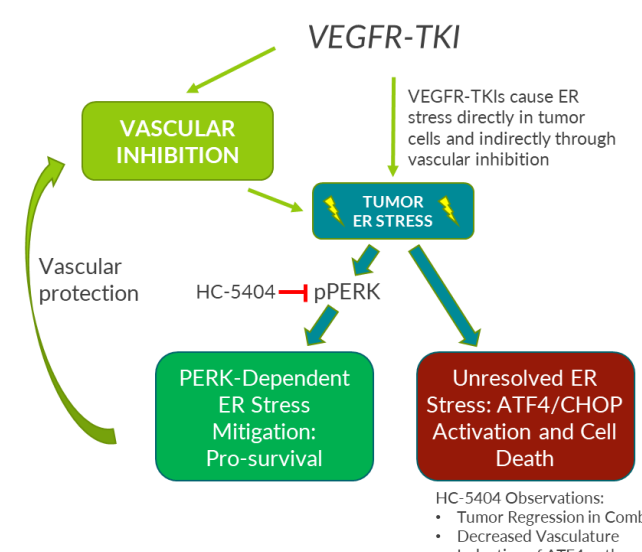 VEGFR-TKI
VEGFR-TKIs cause ER
stress directly in tumor
cells and indirectly through
vascular inhibition
VASCULAR
INHIBITION
TUMOR
ER STRESS
Vascular
protection
HC-5404
pPERK
PERK-Dependent
ER Stress
Mitigation:
Pro-survival
Unresolved ER
Stress: ATF4/CHOP
Activation and Cell
Death
HC-5404 Observations:
• Tumor Regression in
• Decreased Vasculature